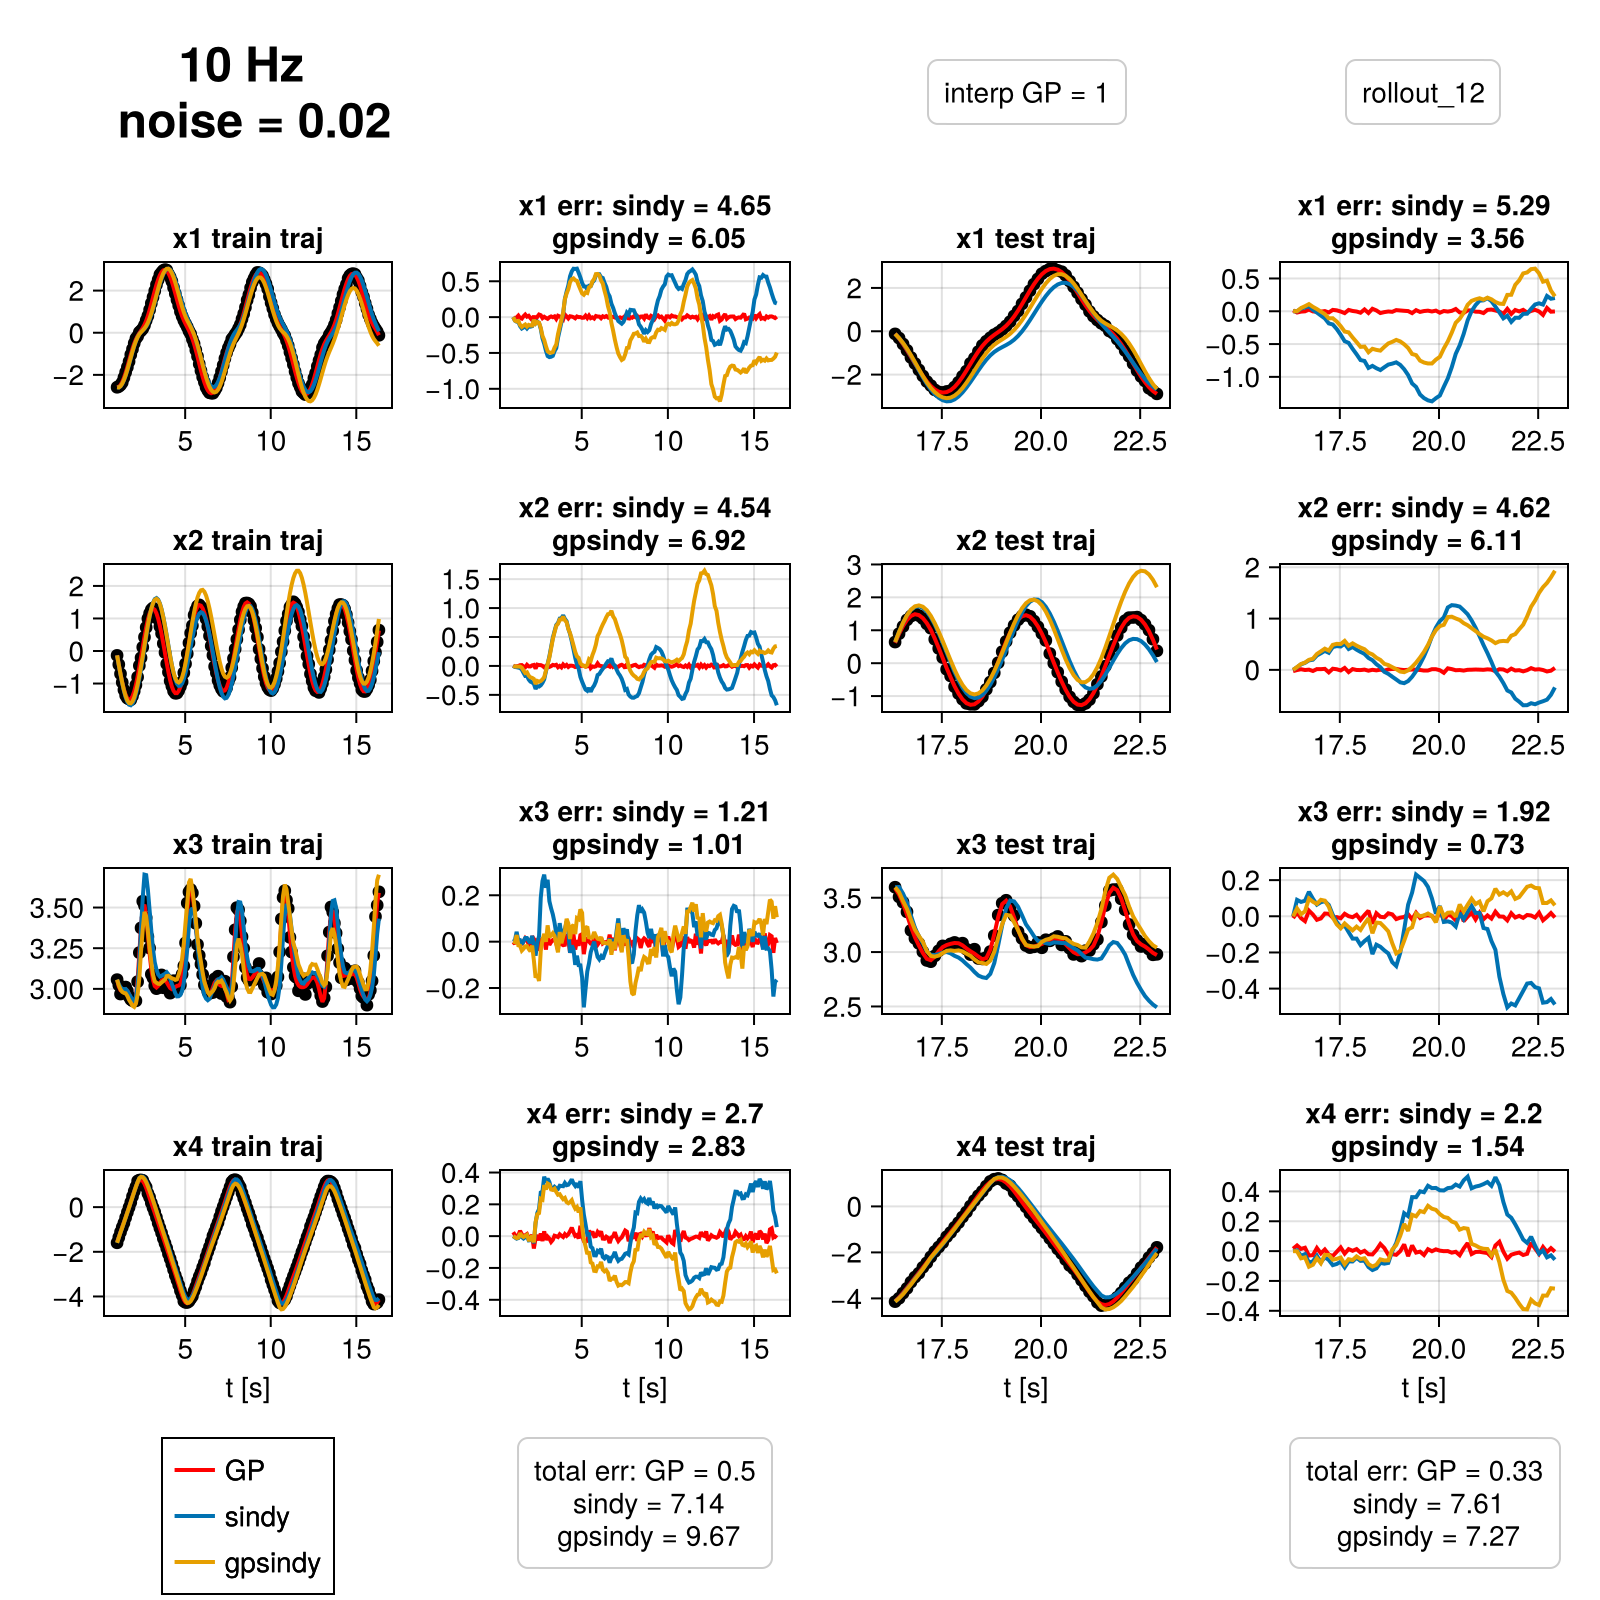 10 Hz
noise = 0.02
interp GP = 1
rollout_12
x1 train traj
2
0
−2
5
10
15
x1 err: sindy = 4.65
gpsindy = 6.05
0.5
0.0
−0.5
−1.0
5
10
15
x1 test traj
2
0
−2
17.5
20.0
22.5
x1 err: sindy = 5.29
gpsindy = 3.56
0.5
0.0
−0.5
−1.0
17.5
20.0
22.5
x2 train traj
2
1
0
−1
5
10
15
x2 err: sindy = 4.54
gpsindy = 6.92
1.5
1.0
0.5
0.0
−0.5
5
10
15
x2 test traj
3
2
1
0
−1
17.5
20.0
22.5
x2 err: sindy = 4.62
gpsindy = 6.11
2
1
0
17.5
20.0
22.5
x3 train traj
3.50
3.25
3.00
5
10
15
x3 err: sindy = 1.21
gpsindy = 1.01
0.2
0.0
−0.2
5
10
15
x3 test traj
3.5
3.0
2.5
17.5
20.0
22.5
x3 err: sindy = 1.92
gpsindy = 0.73
0.2
0.0
−0.2
−0.4
17.5
20.0
22.5
x4 train traj
0
−2
−4
5
10
15
t [s]
x4 err: sindy = 2.7
gpsindy = 2.83
0.4
0.2
0.0
−0.2
−0.4
5
10
15
t [s]
x4 test traj
0
−2
−4
17.5
20.0
22.5
t [s]
x4 err: sindy = 2.2
gpsindy = 1.54
0.4
0.2
0.0
−0.2
−0.4
17.5
20.0
22.5
t [s]
GP
sindy
gpsindy
total err: GP = 0.5
sindy = 7.14
gpsindy = 9.67
total err: GP = 0.33
sindy = 7.61
gpsindy = 7.27